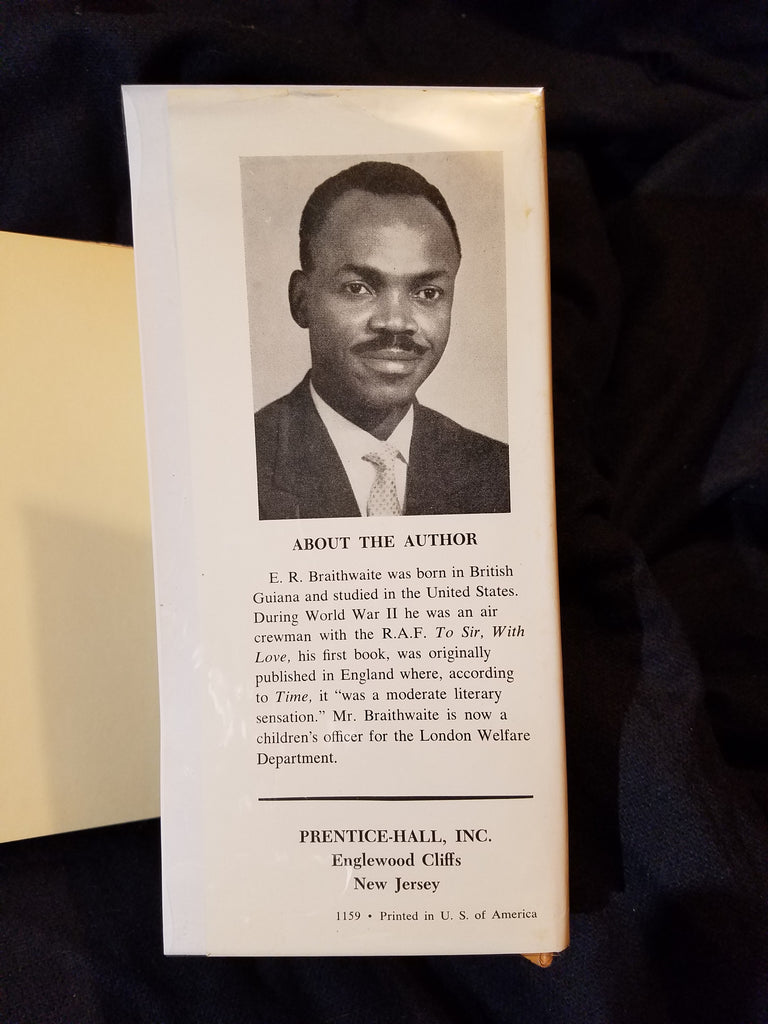 ABOUT THE AUTHOR
E. R. Braithwaite was born in British
Guiana and studied in the United States.
During World War II he was an air
crewman with the R.A.F. To Sir, With
Love, his first book, was originally
published in England where, according
to Time, it “was a moderate literary
sensation.” Mr. Braithwaite is now a
children’s officer for the London Welfare
Department.
PRENTICE-HALL, INC.
Englewood Cliffs
New Jersey
1159 • Printed in U. S. of America